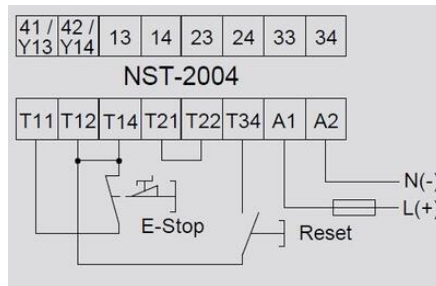 41 / Y13 42 / Y14 13 14 23 24 33 34
NST-2004
T11 T12 T14 T21 T22 T34 A1 A2
N(-)
L(+)
E-Stop Reset